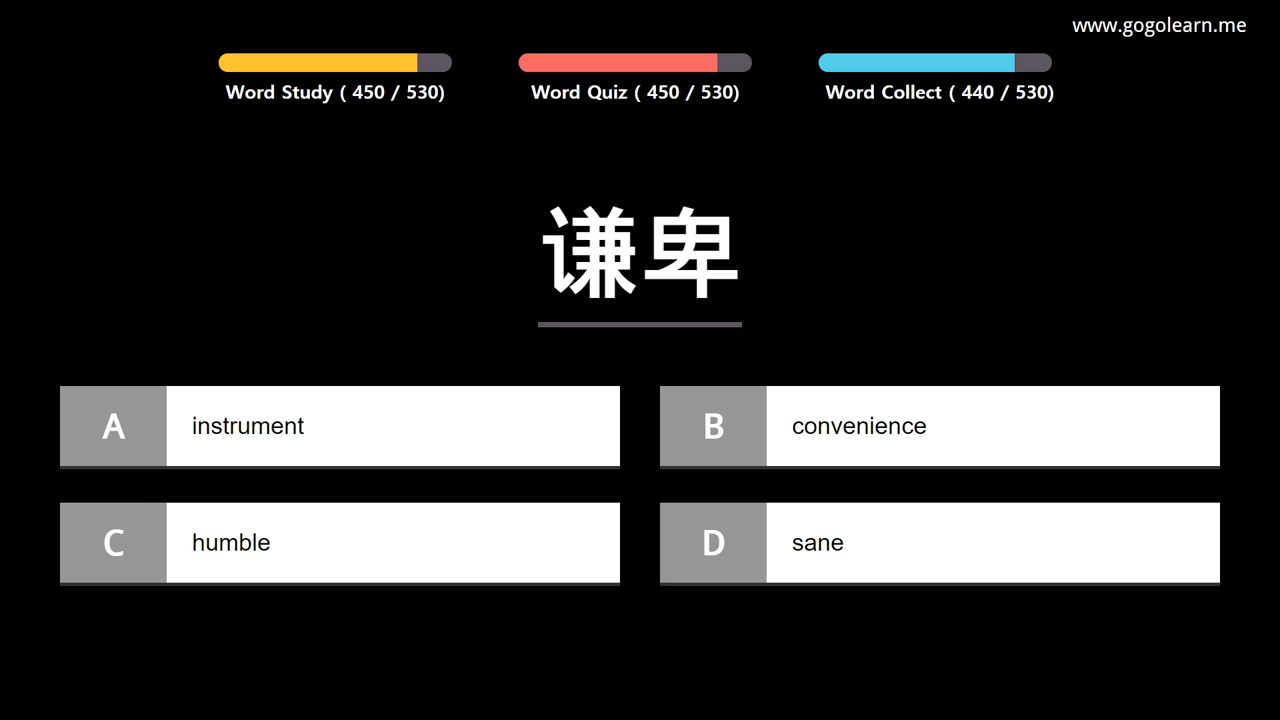 www.gogolearn.me
Word Study ( 450 / 530)
Word Quiz ( 450 / 530)
Word Collect ( 440 / 530)
谦卑
A instrument
B convenience
C humble
D sane